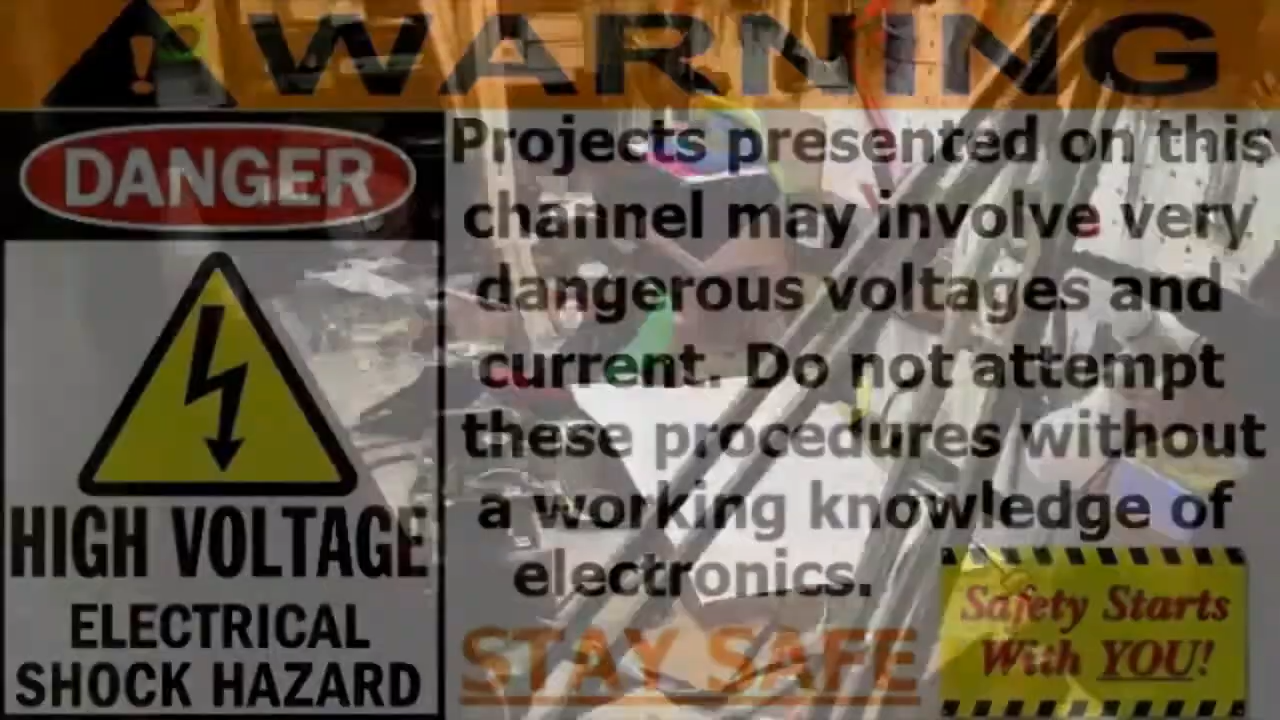 WARNING
DANGER
HIGH VOLTAGE
ELECTRICAL
SHOCK HAZARD
Projects presented on this
channel may involve very
dangerous voltages and
current. Do not attempt
these procedures without
a working knowledge of
electronics.
STAY SAFE
Safety Starts
With YOU!